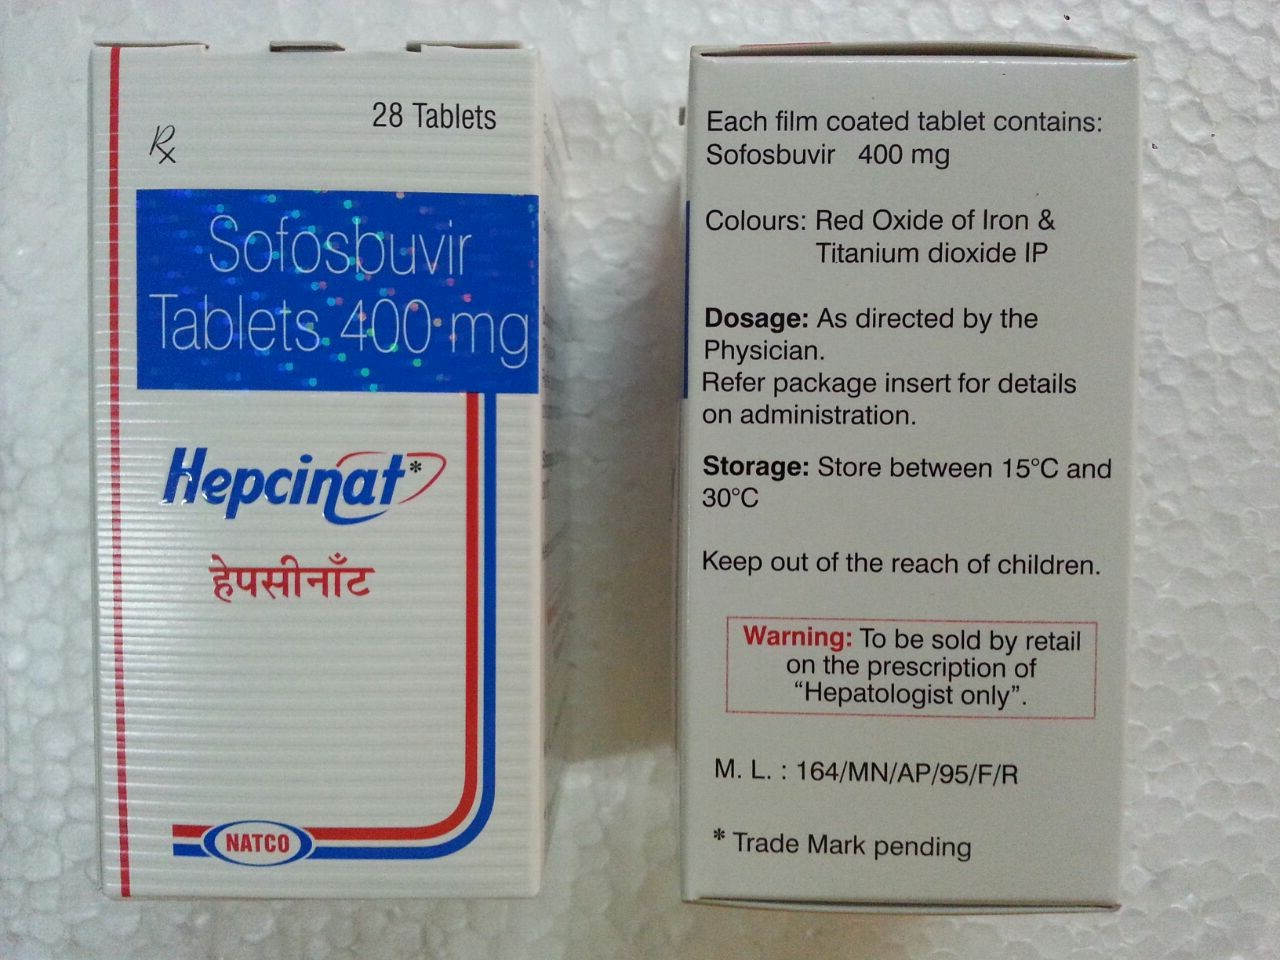 28 Tablets
Rx
Sofosbuvir
Tablets 400 mg
Hepcinat*
हेपसीनाँट
NATCO
Each film coated tablet contains:
Sofosbuvir 400 mg
Colours: Red Oxide of Iron &
Titanium dioxide IP
Dosage: As directed by the
Physician.
Refer package insert for details
on administration.
Storage: Store between 15°C and
30°C
Keep out of the reach of children.
Warning: To be sold by retail
on the prescription of
“Hepatologist only”.
M. L. : 164/MN/AP/95/F/R
* Trade Mark pending